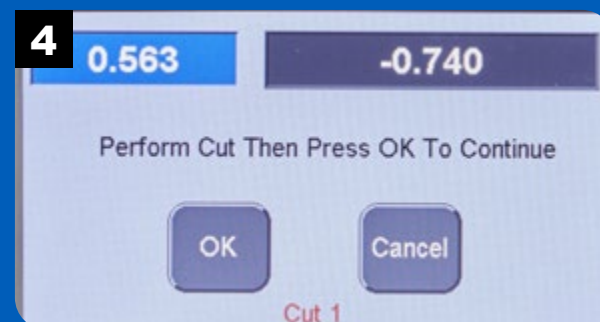 4
0.563 -0.740
Perform Cut Then Press OK To Continue
OK Cancel
Cut 1